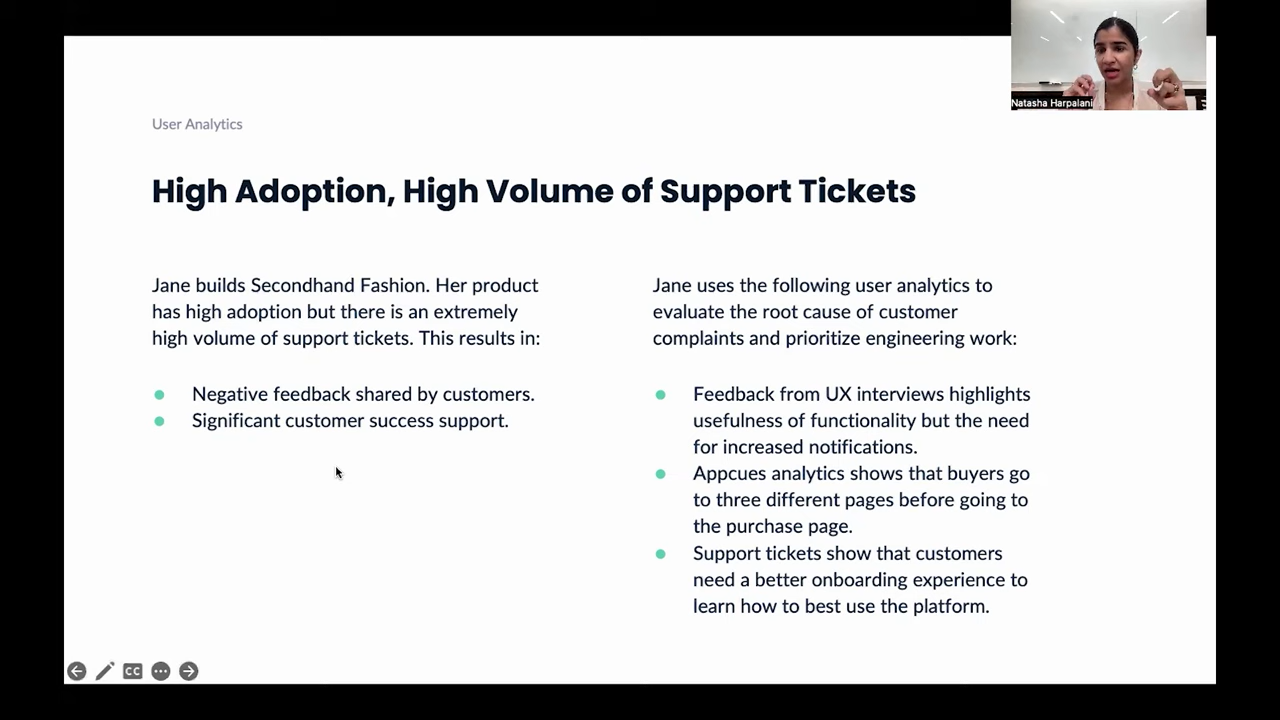 Natasha Harpalani
User Analytics
High Adoption, High Volume of Support Tickets
Jane builds Secondhand Fashion. Her product
has high adoption but there is an extremely
high volume of support tickets. This results in:
Negative feedback shared by customers.
Significant customer success support.
Jane uses the following user analytics to
evaluate the root cause of customer
complaints and prioritize engineering work:
Feedback from UX interviews highlights
usefulness of functionality but the need
for increased notifications.
Appcues analytics shows that buyers go
to three different pages before going to
the purchase page.
Support tickets show that customers
need a better onboarding experience to
learn how to best use the platform.
CC